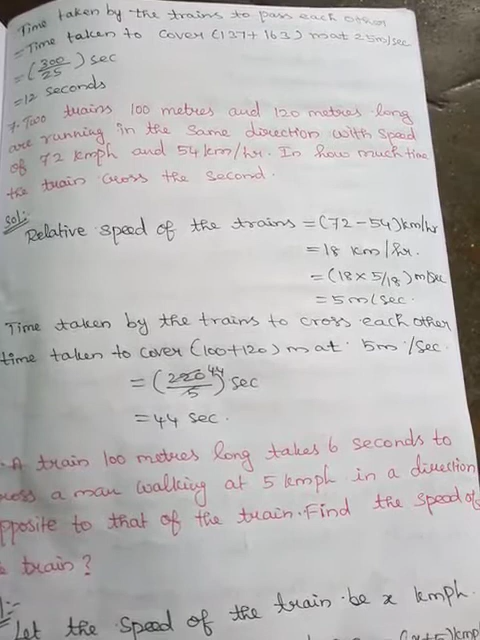 Time taken by the trains to pass each other
= Time taken to cover (137+163) m at 25m/sec
= (300/25) sec
= 12 seconds
7. Two trains 100 metres and 120 metres long
are running in the same direction with speed
of 72 kmph and 54 km/hr. In how much time
the train cross the second.
Sol:-
Relative speed of the trains = (72-54) km/hr
= 18 km/hr.
= (18 x 5/18) m/sec
= 5m/sec.
Time taken by the trains to cross each other
time taken to cover (100+120) m at 5m/sec.
= (220/5) 44 sec
= 44 sec.
A train 100 metres long takes 6 seconds to
ross a man walking at 5 kmph in a direction
pposite to that of the train. Find the speed of
e train?
l:-
Let the speed of the train be x kmph.
(x+5) kmp